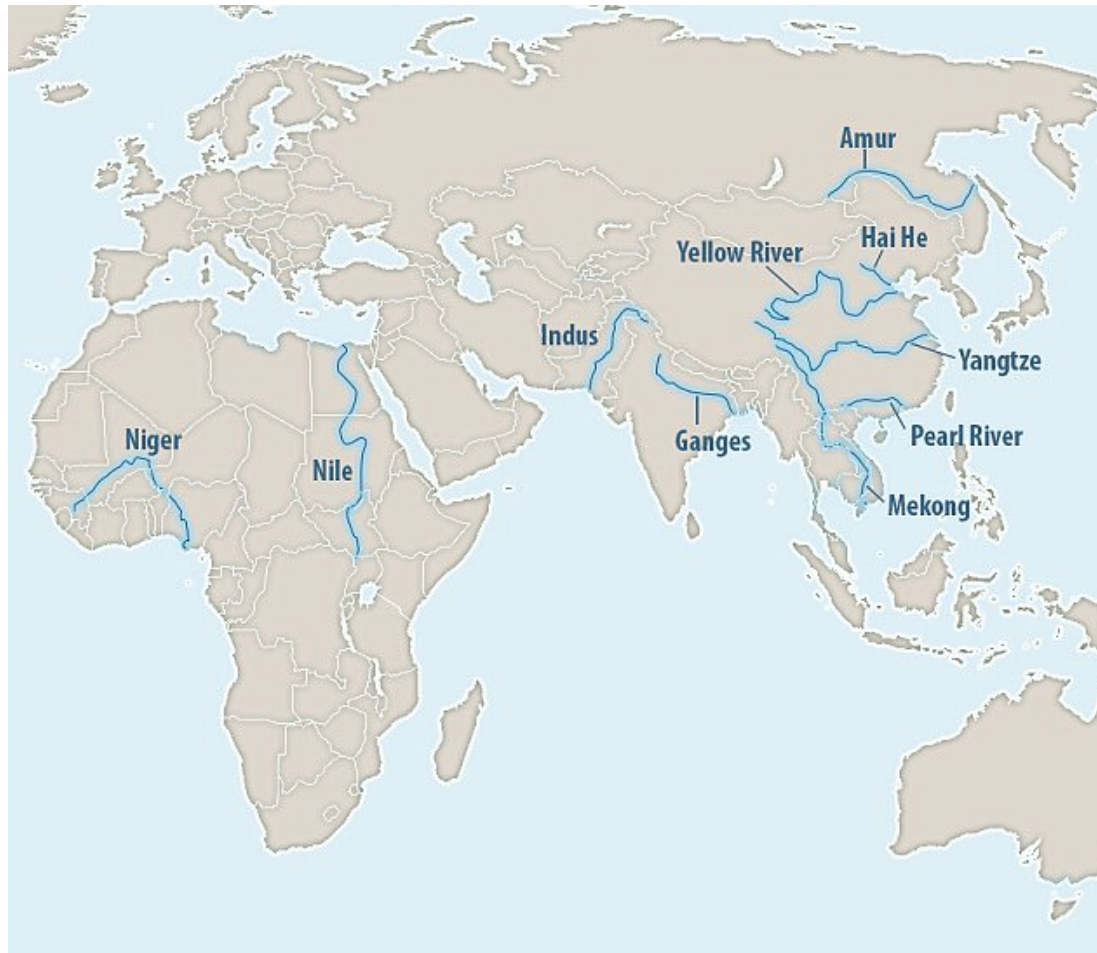 Amur
Hai He
Yellow River
Indus
Yangtze
Ganges
Pearl River
Niger
Nile
Mekong